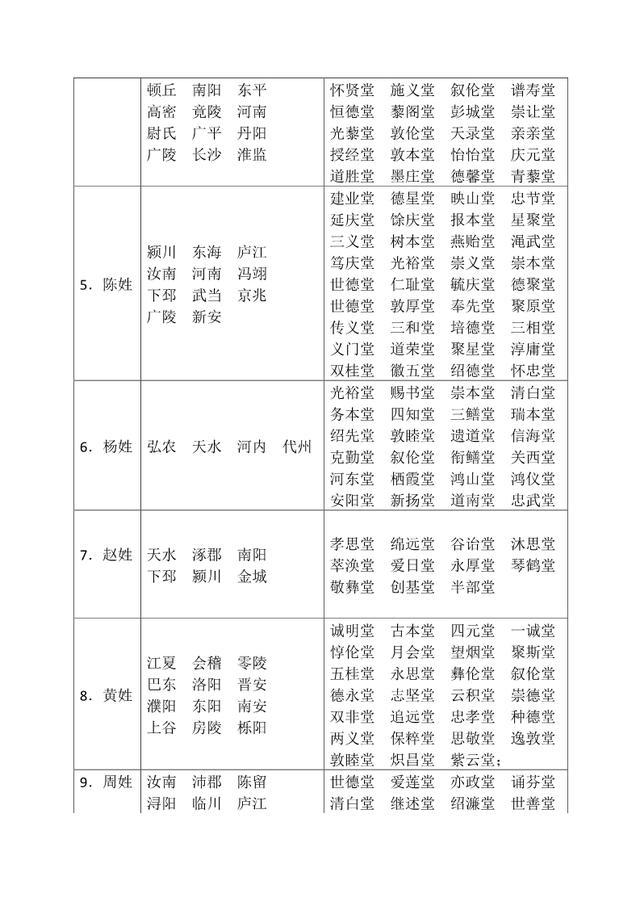 顿丘 南阳 东平 怀贤堂 施义堂 叙伦堂 谱寿堂
高密 竟陵 河南 恒德堂 藜阁堂 彭城堂 崇让堂
尉氏 广平 丹阳 光藜堂 敦伦堂 天录堂 亲亲堂
广陵 长沙 淮监 授经堂 敦本堂 怡怡堂 庆元堂
道胜堂 墨庄堂 德馨堂 青藜堂
5. 陈姓
颍川 东海 庐江
汝南 河南 冯翊
下邳 武当 京兆
广陵 新安
建业堂 德星堂 映山堂 忠节堂
延庆堂 馀庆堂 报本堂 星聚堂
三义堂 树本堂 燕贻堂 渑武堂
笃庆堂 光裕堂 崇义堂 崇本堂
世德堂 仁耻堂 毓庆堂 德聚堂
世德堂 敦厚堂 奉先堂 聚原堂
传义堂 三和堂 培德堂 三相堂
义门堂 道荣堂 聚星堂 淳庸堂
双桂堂 徽五堂 绍德堂 怀忠堂
6. 杨姓 弘农 天水 河内 代州
光裕堂 赐书堂 崇本堂 清白堂
务本堂 四知堂 三鳝堂 瑞本堂
绍先堂 敦睦堂 遗道堂 信海堂
克勤堂 叙伦堂 衔鳝堂 关西堂
河东堂 栖霞堂 鸿山堂 鸿仪堂
安阳堂 新扬堂 道南堂 忠武堂
7. 赵姓
天水 涿郡 南阳
下邳 颍川 金城
孝思堂 绵远堂 谷诒堂 沐思堂
萃涣堂 爱日堂 永厚堂 琴鹤堂
敬彝堂 创基堂 半部堂
8. 黄姓
江夏 会稽 零陵
巴东 洛阳 晋安
濮阳 东阳 南安
上谷 房陵 栎阳
诚明堂 古本堂 四元堂 一诚堂
惇伦堂 月会堂 望烟堂 聚斯堂
五桂堂 永思堂 彝伦堂 叙伦堂
德永堂 志坚堂 云积堂 崇德堂
双非堂 追远堂 忠孝堂 种德堂
两义堂 保粹堂 思敬堂 逸敦堂
敦睦堂 炽昌堂 紫云堂；
9. 周姓 汝南 沛郡 陈留 世德堂 爱莲堂 亦政堂 诵芬堂
浔阳 临川 庐江 清白堂 继述堂 绍濂堂 世善堂